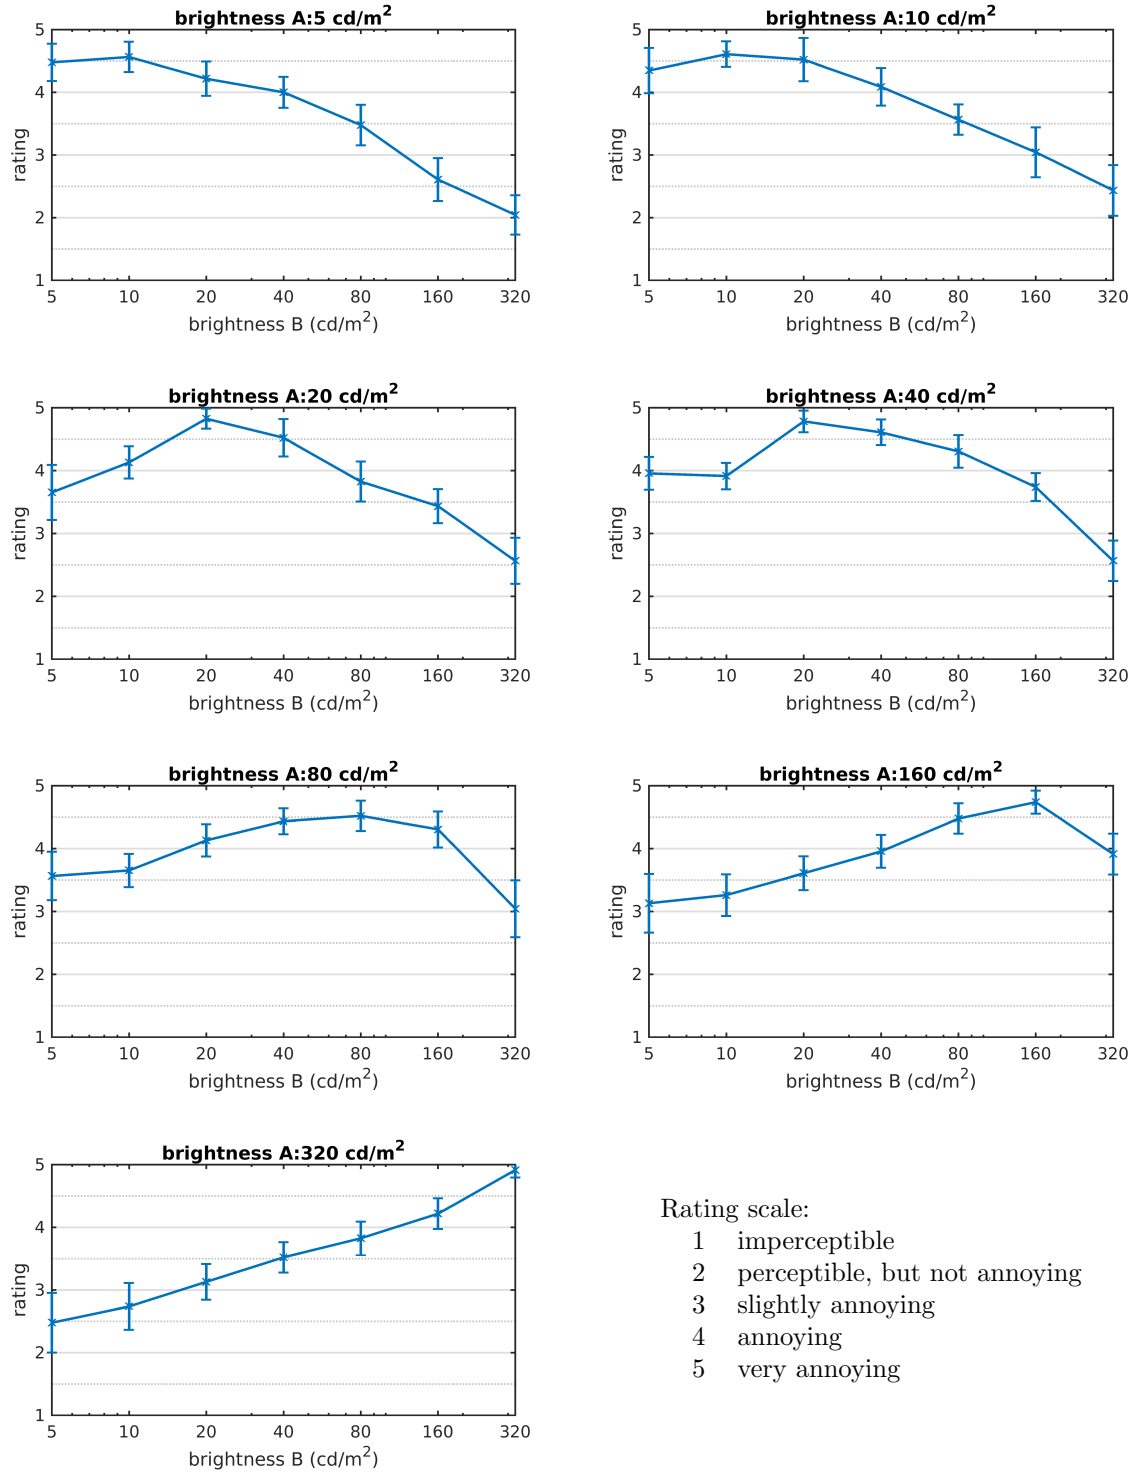 brightness A:5 cd/m²
5
4
3
2
1
rating
5 10 20 40 80 160 320
brightness B (cd/m²)
brightness A:10 cd/m²
5
4
3
2
1
rating
5 10 20 40 80 160 320
brightness B (cd/m²)
brightness A:20 cd/m²
5
4
3
2
1
rating
5 10 20 40 80 160 320
brightness B (cd/m²)
brightness A:40 cd/m²
5
4
3
2
1
rating
5 10 20 40 80 160 320
brightness B (cd/m²)
brightness A:80 cd/m²
5
4
3
2
1
rating
5 10 20 40 80 160 320
brightness B (cd/m²)
brightness A:160 cd/m²
5
4
3
2
1
rating
5 10 20 40 80 160 320
brightness B (cd/m²)
brightness A:320 cd/m²
5
4
3
2
1
rating
5 10 20 40 80 160 320
brightness B (cd/m²)
Rating scale:
1 imperceptible
2 perceptible, but not annoying
3 slightly annoying
4 annoying
5 very annoying